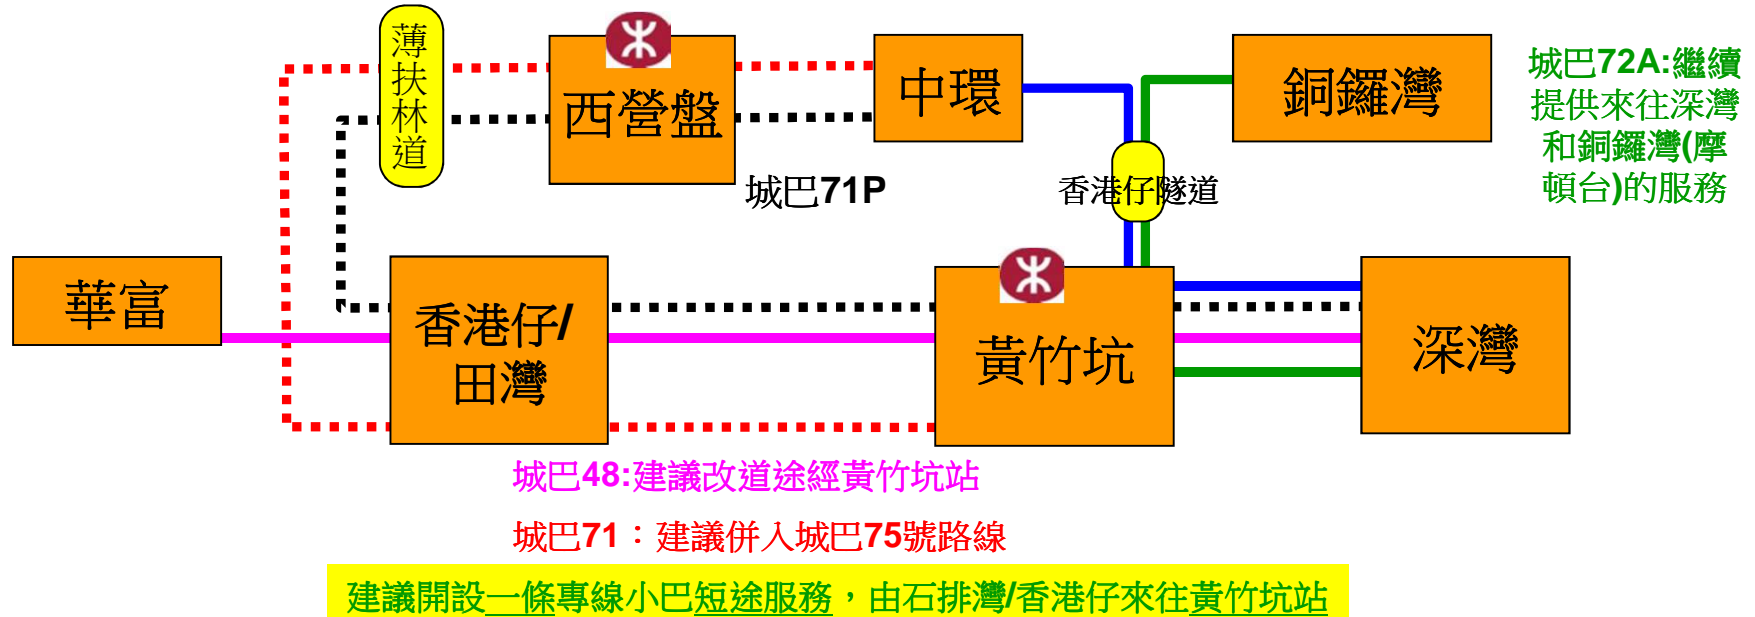 薄扶林道
西營盤
中環
銅鑼灣
城巴72A:繼續
提供來往深灣
和銅鑼灣(摩
頓台)的服務
城巴71P
香港仔隧道
華富
香港仔/
田灣
黃竹坑
深灣
城巴48:建議改道途經黃竹坑站
城巴71：建議併入城巴75號路線
建議開設一條專線小巴短途服務，由石排灣/香港仔來往黃竹坑站